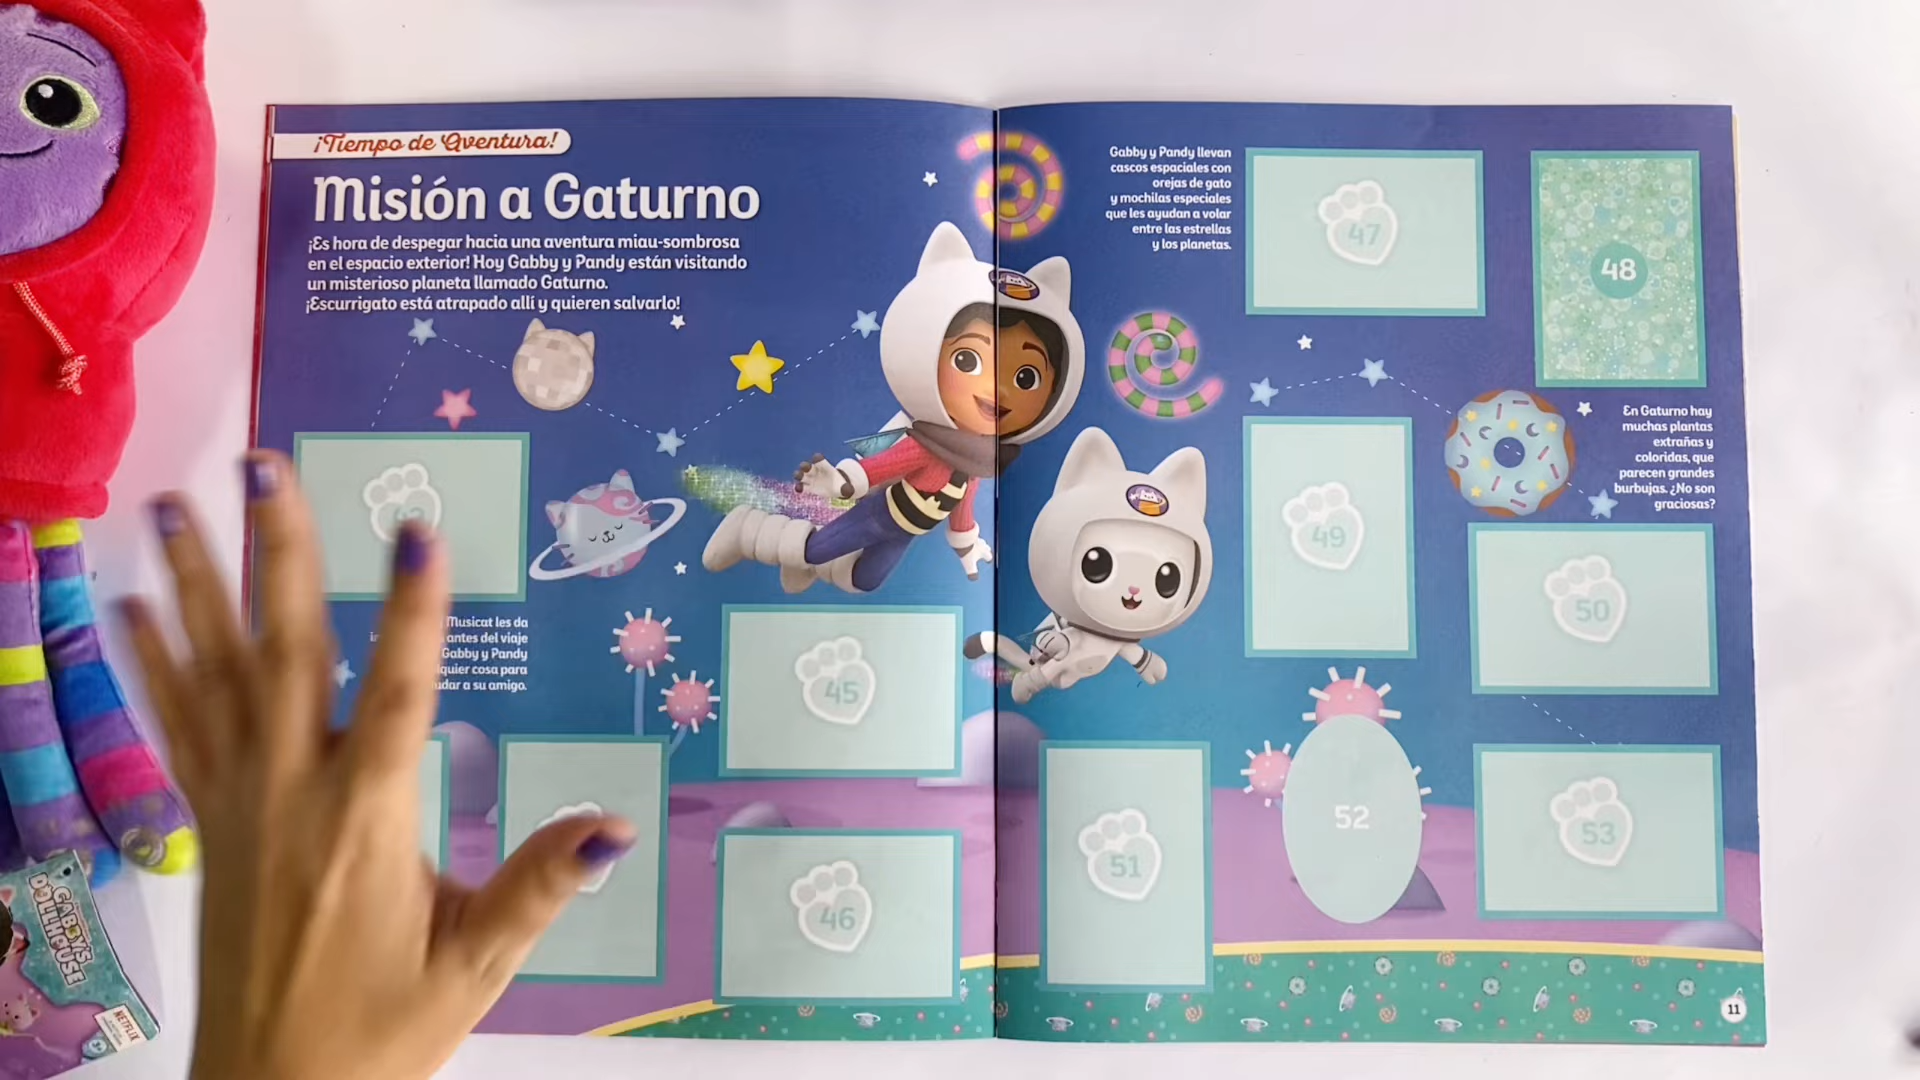 ¡Tiempo de Aventura!
Misión a Gaturno
¡Es hora de despegar hacia una aventura miau-sombrosa
en el espacio exterior! Hoy Gabby y Pandy están visitando
un misterioso planeta llamado Gaturno.
¡Escurrigato está atrapado allí y quieren salvarlo!
Musicat les da
antes del viaje
Gabby y Pandy
para
a su amigo.
45
46
Gabby y Pandy llevan
cascos espaciales con
orejas de gato
y mochilas especiales
que les ayudan a volar
entre las estrellas
y los planetas.
47
48
En Gaturno hay
muchas plantas
extrañas y
coloridas, que
parecen grandes
burbujas. ¿No son
graciosas?
49
50
51
52
53
11
GABBY'S
DOLLHOUSE
NETFLIX